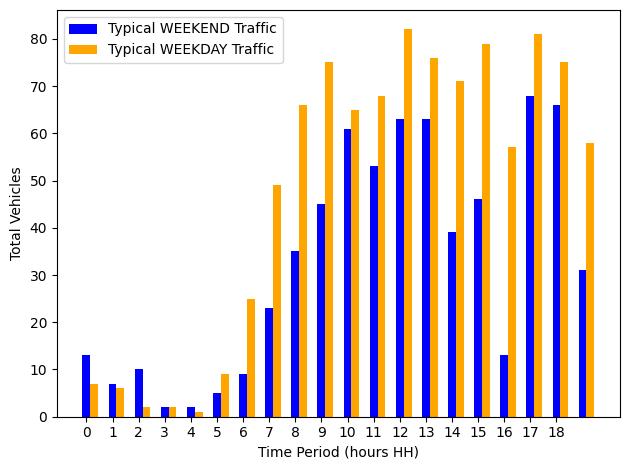 Typical WEEKEND Traffic
Typical WEEKDAY Traffic
80
70
60
50
40
30
20
10
0
Total Vehicles
0 1 2 3 4 5 6 7 8 9 10 11 12 13 14 15 16 17 18
Time Period (hours HH)